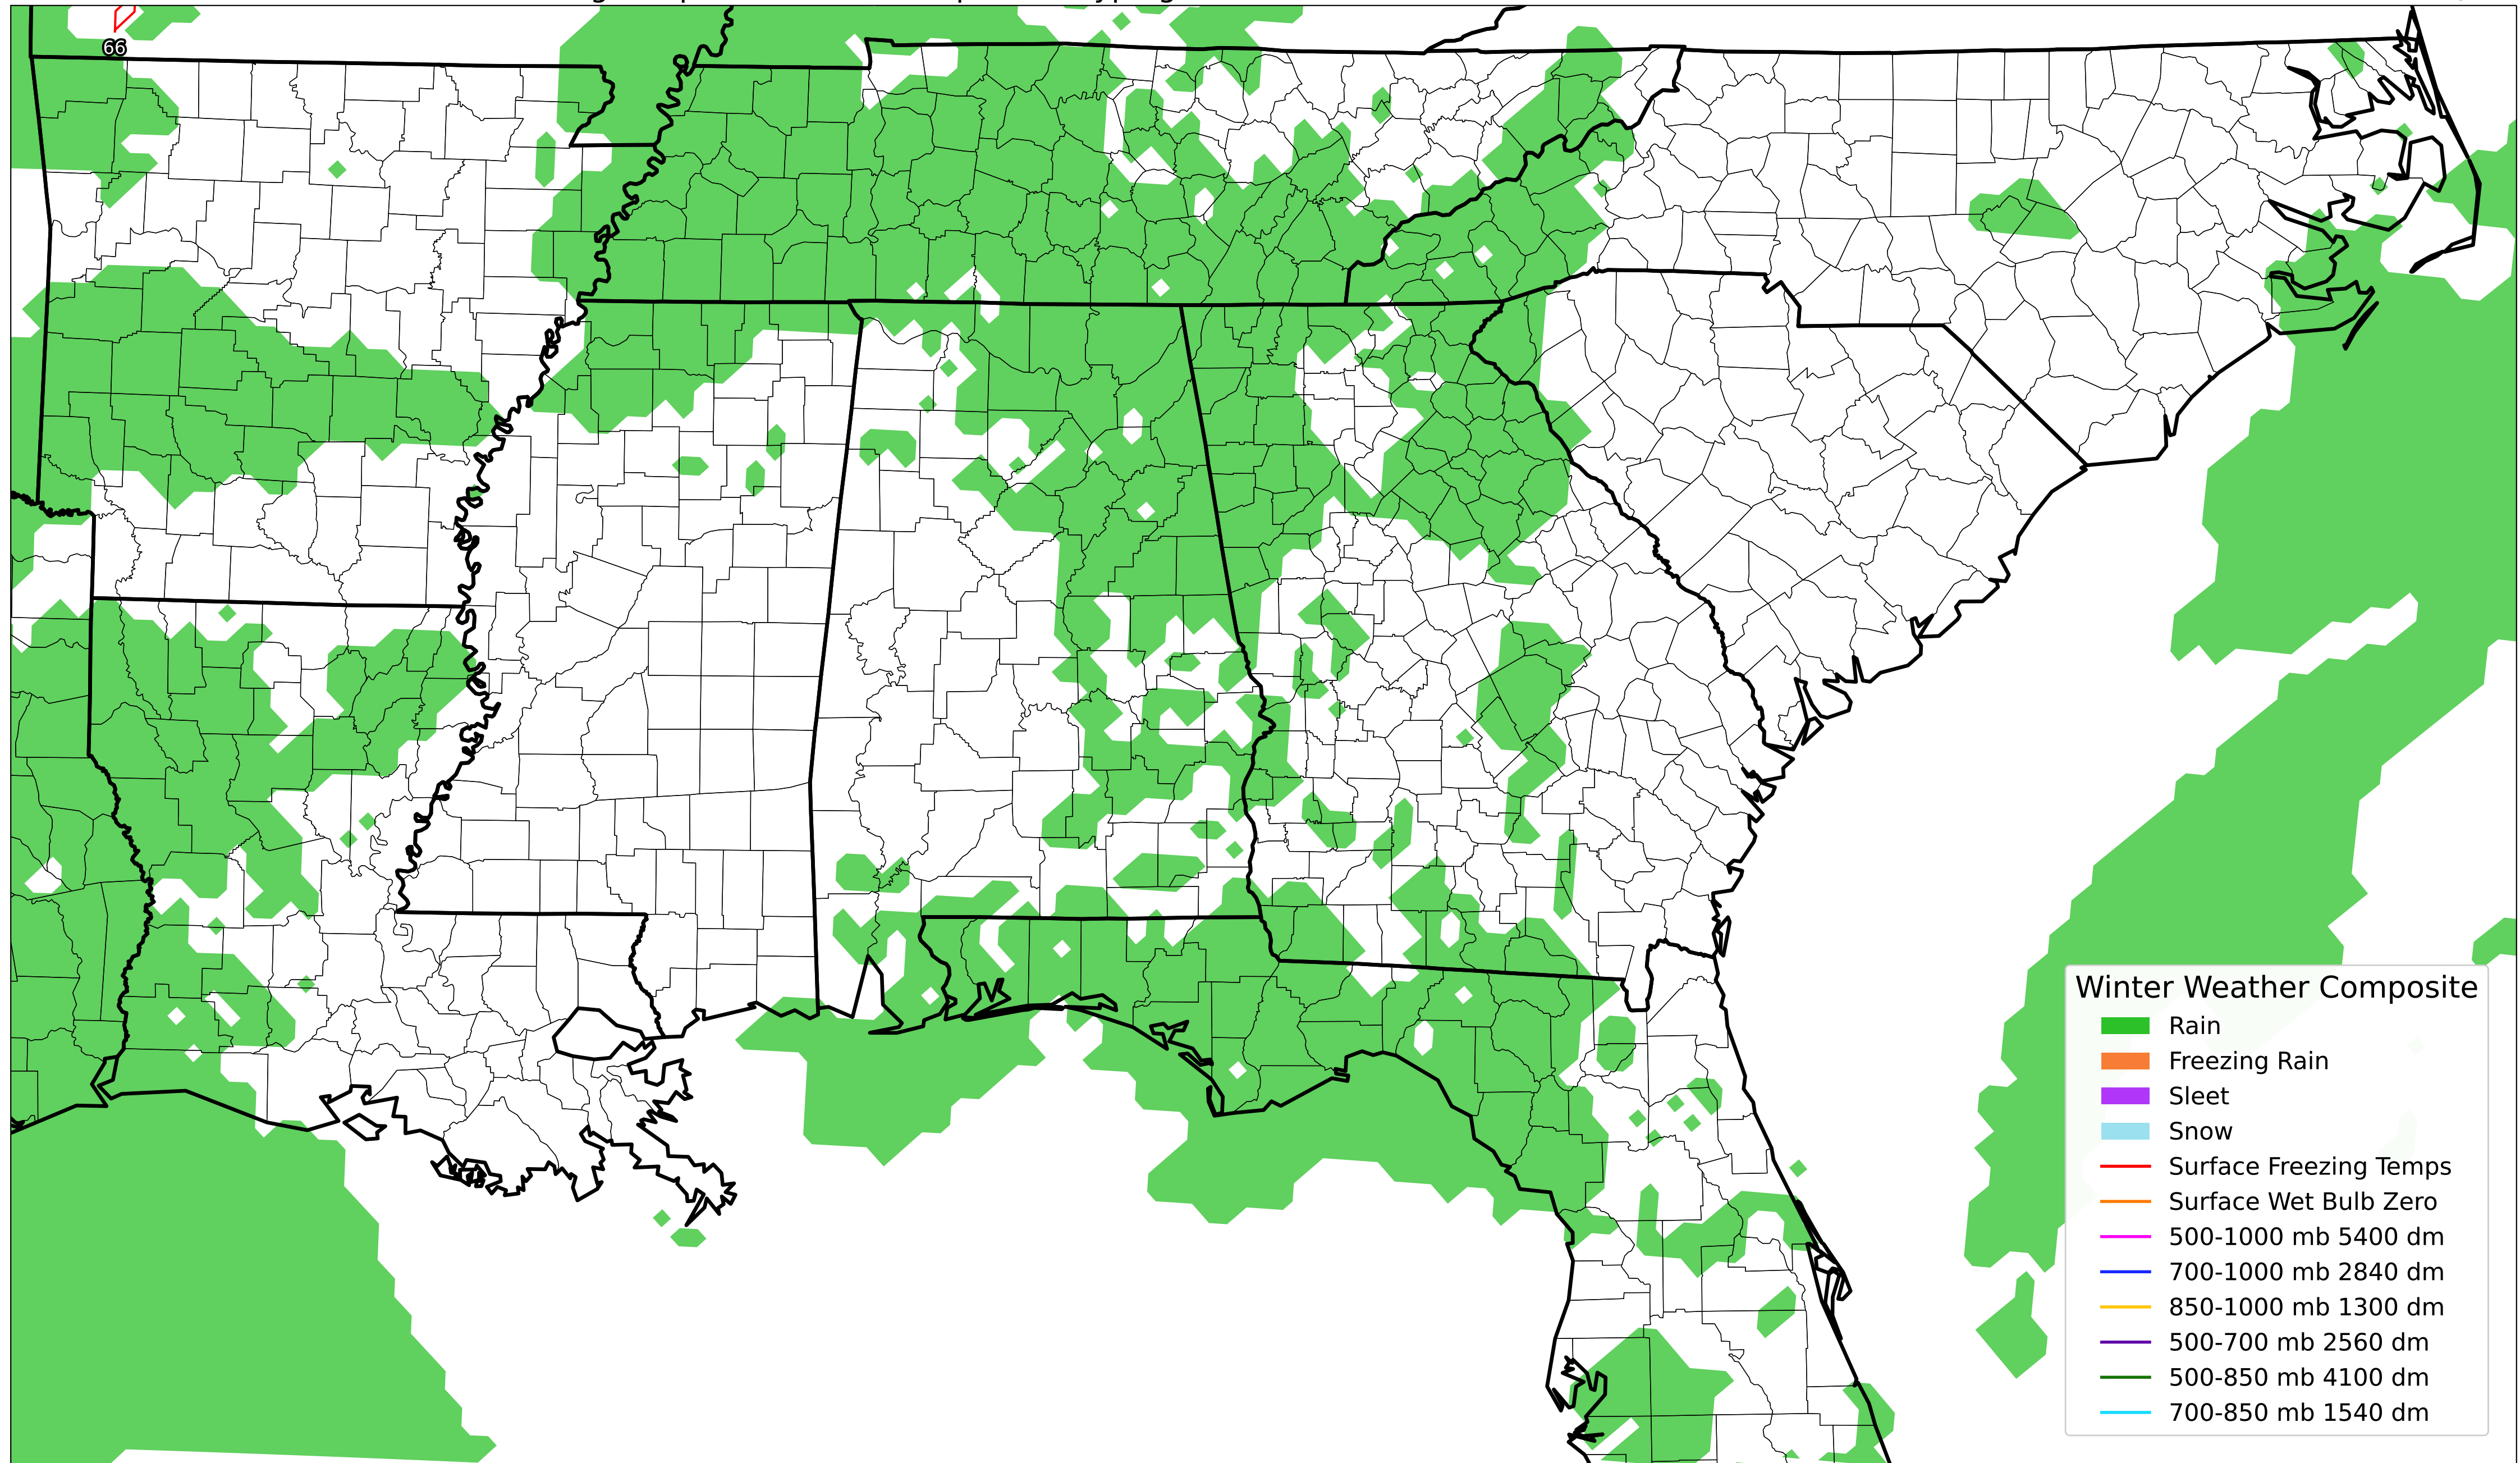 66
Winter Weather Composite
Rain
Freezing Rain
Sleet
Snow
Surface Freezing Temps
Surface Wet Bulb Zero
500-1000 mb 5400 dm
700-1000 mb 2840 dm
850-1000 mb 1300 dm
500-700 mb 2560 dm
500-850 mb 4100 dm
700-850 mb 1540 dm